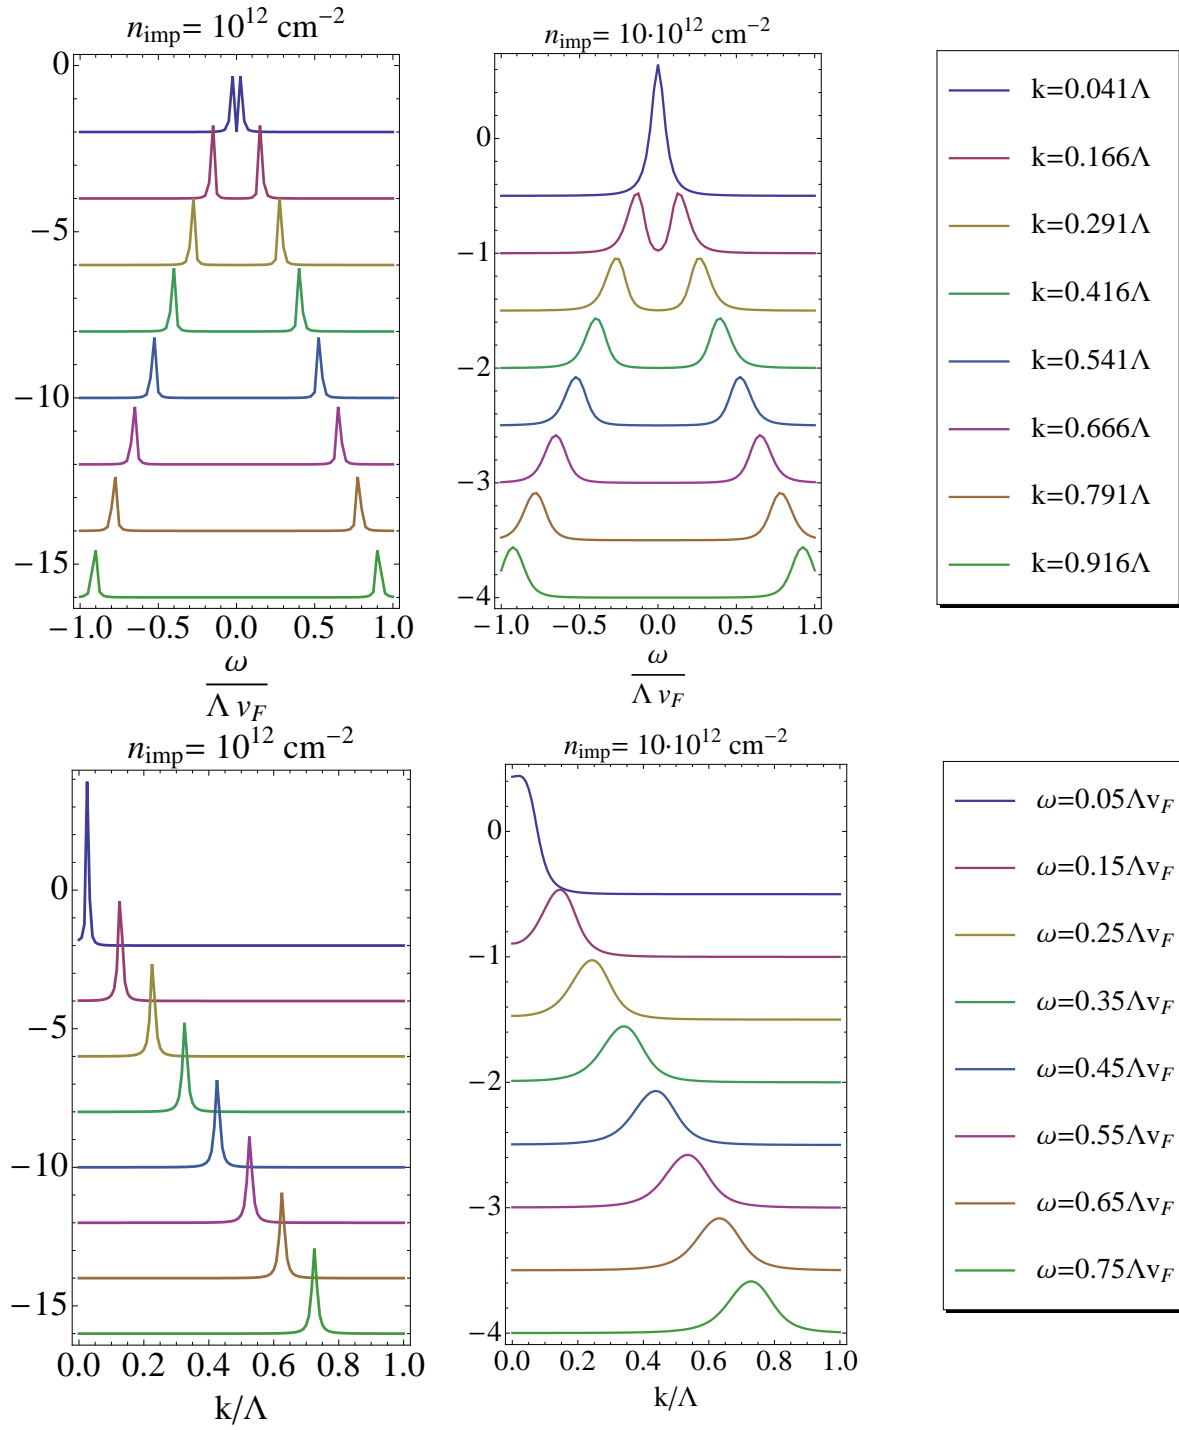 n_imp = 10^12 cm^−2
0
−5
−10
−15
−1.0 −0.5 0.0 0.5 1.0
ω
Λ v_F
n_imp = 10·10^12 cm^−2
0
−1
−2
−3
−4
−1.0 −0.5 0.0 0.5 1.0
ω
Λ v_F
k=0.041Λ
k=0.166Λ
k=0.291Λ
k=0.416Λ
k=0.541Λ
k=0.666Λ
k=0.791Λ
k=0.916Λ
n_imp = 10^12 cm^−2
0
−5
−10
−15
0.0 0.2 0.4 0.6 0.8 1.0
k/Λ
n_imp = 10·10^12 cm^−2
0
−1
−2
−3
−4
0.0 0.2 0.4 0.6 0.8 1.0
k/Λ
ω=0.05Λv_F
ω=0.15Λv_F
ω=0.25Λv_F
ω=0.35Λv_F
ω=0.45Λv_F
ω=0.55Λv_F
ω=0.65Λv_F
ω=0.75Λv_F